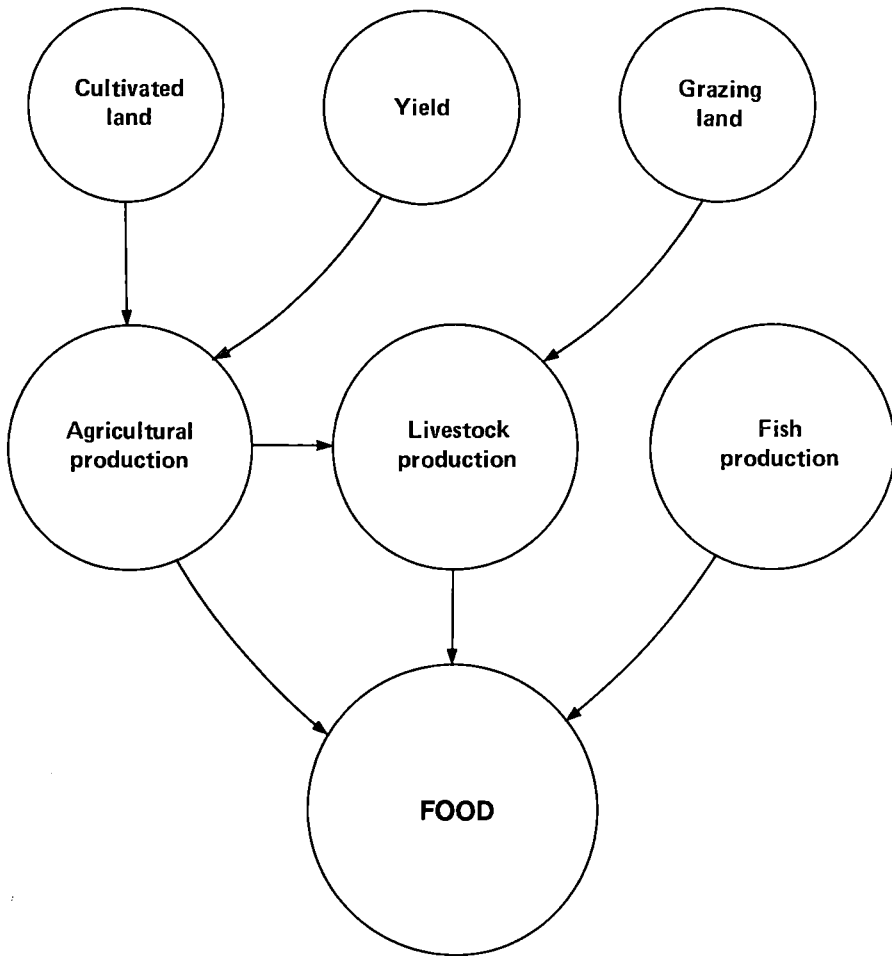 Cultivated
land
Yield
Grazing
land
Agricultural
production
Livestock
production
Fish
production
FOOD